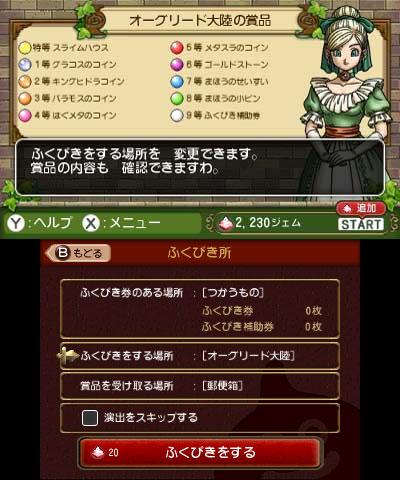 オーグリード大陸の賞品
特等 スライムハウス
1等 グラコスのコイン
2等 キングヒドラコイン
3等 バラモスのコイン
4等 はぐメタのコイン
5等 メタスラのコイン
6等 ゴールドストーン
7等 まほうのせいすい
8等 まほうの小ビン
9等 ふくびき補助券
ふくびきをする場所を 変更できます。
賞品の内容も 確認できますわ。
Y:ヘルプ X:メニュー
2,230ジェム
追加
START
B もどる
ふくびき所
ふくびき券のある場所 : [つかうもの]
ふくびき券 0枚
ふくびき補助券 0枚
ふくびきをする場所 : [オーグリード大陸]
賞品を受け取る場所 : [郵便箱]
演出をスキップする
20 ふくびきをする